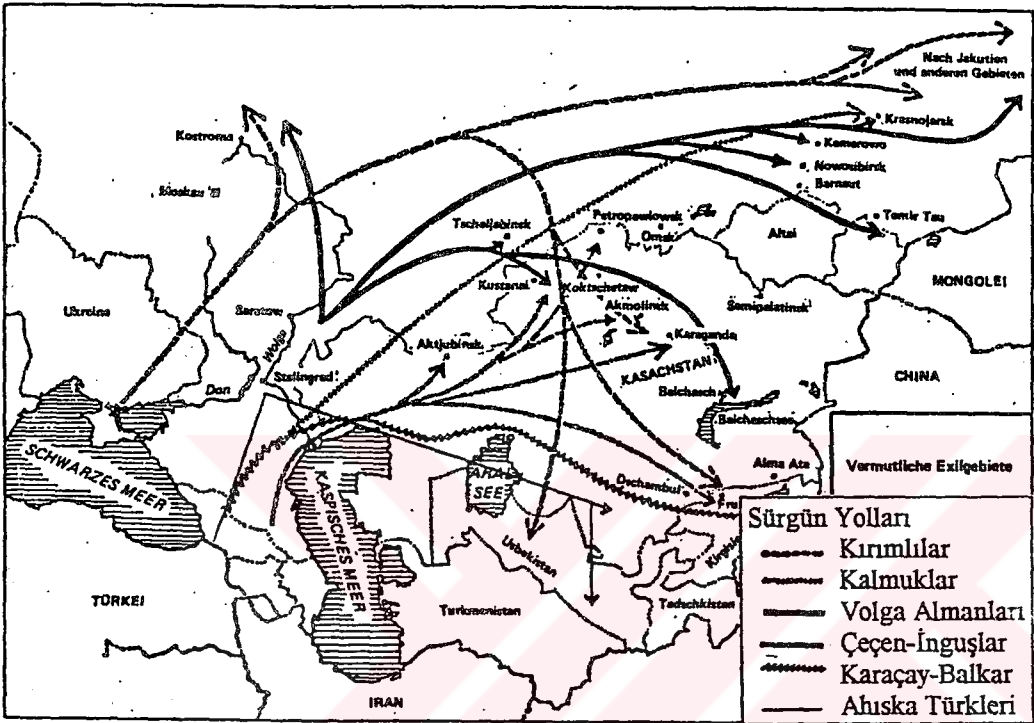 Nach Jakutien
und anderen Gebieten
Kostroma
Krasnojarsk
Kemerowo
Nowosibirsk
Moskau
Barnaul
Tscheljabinsk
Petropawlowsk
Omsk
Temir Tau
Altai
MONGOLEI
Kustanai
Koktschetaw
Ukraina
Saratow
Akmolinsk
Semipalatinsk
Wolga
Aktjubinsk
Karaganda
Don
Stalingrad
KASACHSTAN
CHINA
Balchasch
Balchaschsee
SCHWARZES MEER
KASPISCHES MEER
ARAL
SEE
Alma Ata
Vermutliche Exilgebiete
Dschambul
Fru
Usbekistan
TÜRKEI
Turkmenistan
Tadschikistan
IRAN
Sürgün Yolları
Kırımlılar
Kalmuklar
Volga Almanları
Çeçen-İnguşlar
Karaçay-Balkar
Ahıska Türkleri